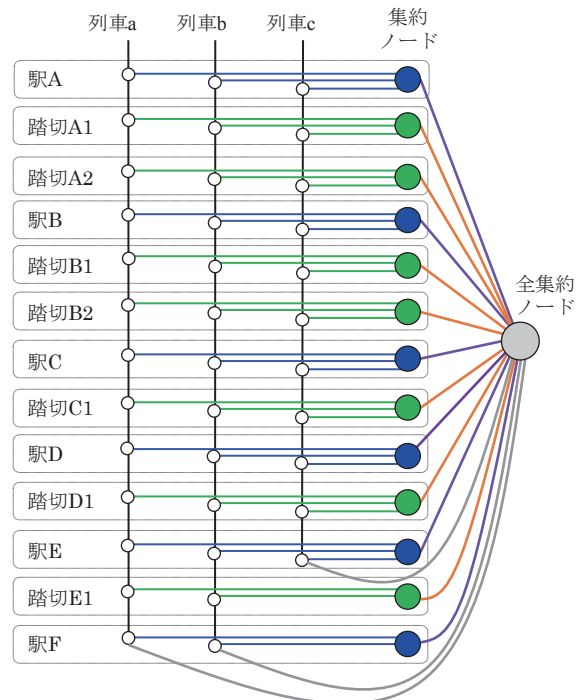 列車a 列車b 列車c 集約
ノード
駅A
踏切A1
踏切A2
駅B
踏切B1
踏切B2
全集約
ノード
駅C
踏切C1
駅D
踏切D1
駅E
踏切E1
駅F